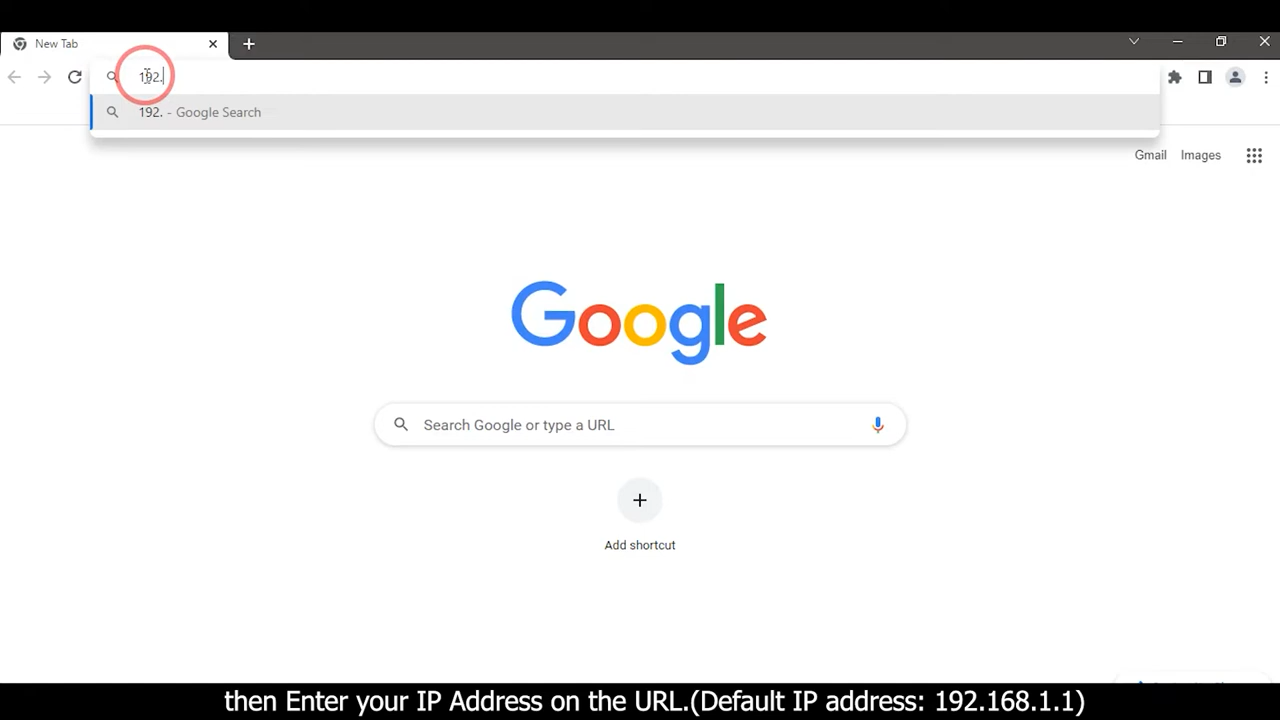 New Tab
192.
192. - Google Search
Gmail Images
Google
Search Google or type a URL
Add shortcut
then Enter your IP Address on the URL.(Default IP address: 192.168.1.1)